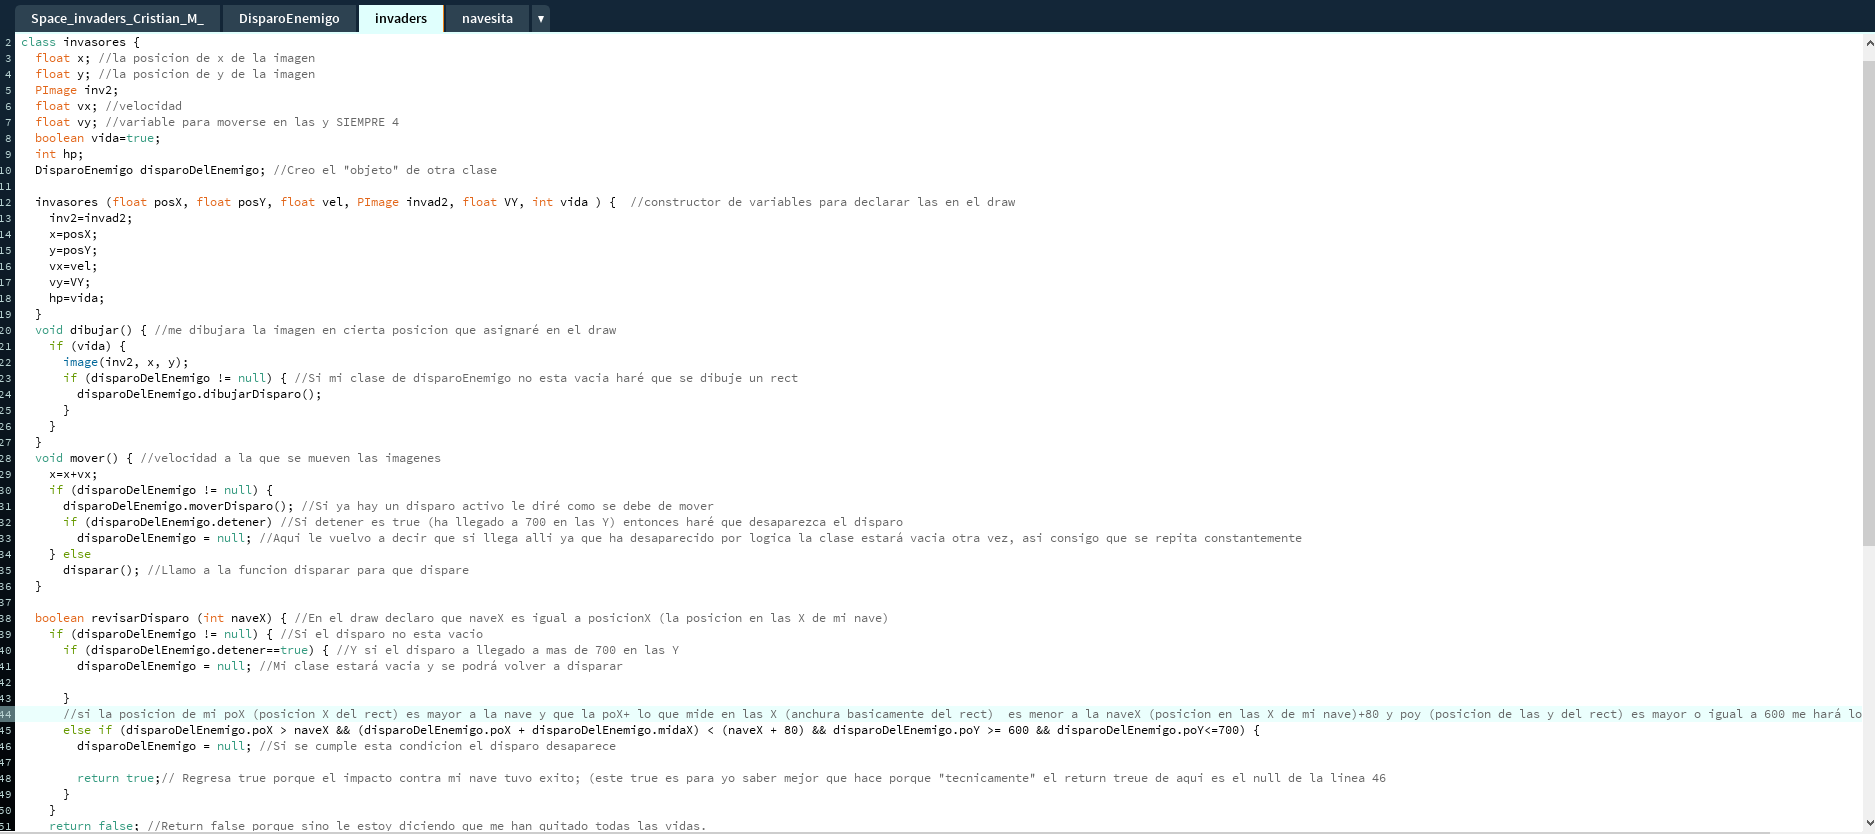 Space_invaders_Cristian_M_ DisparoEnemigo invaders navesita ▼
2 class invasores {
3 float x; //la posicion de x de la imagen
4 float y; //la posicion de y de la imagen
5 PImage inv2;
6 float vx; //velocidad
7 float vy; //variable para moverse en las y SIEMPRE 4
8 boolean vida=true;
9 int hp;
10 DisparoEnemigo disparoDelEnemigo; //Creo el "objeto" de otra clase
11
12 invasores (float posX, float posY, float vel, PImage invad2, float VY, int vida ) { //constructor de variables para declarar las en el draw
13 inv2=invad2;
14 x=posX;
15 y=posY;
16 vx=vel;
17 vy=VY;
18 hp=vida;
19 }
20 void dibujar() { //me dibujara la imagen en cierta posicion que asignaré en el draw
21 if (vida) {
22 image(inv2, x, y);
23 if (disparoDelEnemigo != null) { //Si mi clase de disparoEnemigo no esta vacia haré que se dibuje un rect
24 disparoDelEnemigo.dibujarDisparo();
25 }
26 }
27 }
28 void mover() { //velocidad a la que se mueven las imagenes
29 x=x+vx;
30 if (disparoDelEnemigo != null) {
31 disparoDelEnemigo.moverDisparo(); //Si ya hay un disparo activo le diré como se debe de mover
32 if (disparoDelEnemigo.detener) //Si detener es true (ha llegado a 700 en las Y) entonces haré que desaparezca el disparo
33 disparoDelEnemigo = null; //Aqui le vuelvo a decir que si llega alli ya que ha desaparecido por logica la clase estará vacia otra vez, asi consigo que se repita constantemente
34 } else
35 disparar(); //Llamo a la funcion disparar para que dispare
36 }
37
38 boolean revisarDisparo (int naveX) { //En el draw declaro que naveX es igual a posicionX (la posicion en las X de mi nave)
39 if (disparoDelEnemigo != null) { //Si el disparo no esta vacio
40 if (disparoDelEnemigo.detener==true) { //Y si el disparo a llegado a mas de 700 en las Y
41 disparoDelEnemigo = null; //Mi clase estará vacia y se podrá volver a disparar
42
43 }
44 //si la posicion de mi poX (posicion X del rect) es mayor a la nave y que la poX+ lo que mide en las X (anchura basicamente del rect)  es menor a la naveX (posicion en las X de mi nave)+80 y poy (posicion de las y del rect) es mayor o igual a 600 me hará lo
45 else if (disparoDelEnemigo.poX > naveX && (disparoDelEnemigo.poX + disparoDelEnemigo.midaX) < (naveX + 80) && disparoDelEnemigo.poY >= 600 && disparoDelEnemigo.poY<=700) {
46 disparoDelEnemigo = null; //Si se cumple esta condicion el disparo desaparece
47
48 return true;// Regresa true porque el impacto contra mi nave tuvo exito; (este true es para yo saber mejor que hace porque "tecnicamente" el return treue de aqui es el null de la linea 46
49 }
50 }
51 return false; //Return false porque sino le estoy diciendo que me han quitado todas las vidas.